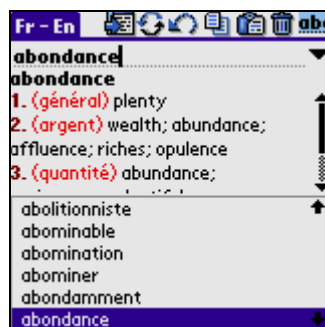 Fr - En abo
abondance
abondance
1. (général) plenty
2. (argent) wealth; abundance;
affluence; riches; opulence
3. (quantité) abundance;
abolitionniste
abominable
abomination
abominer
abondamment
abondance